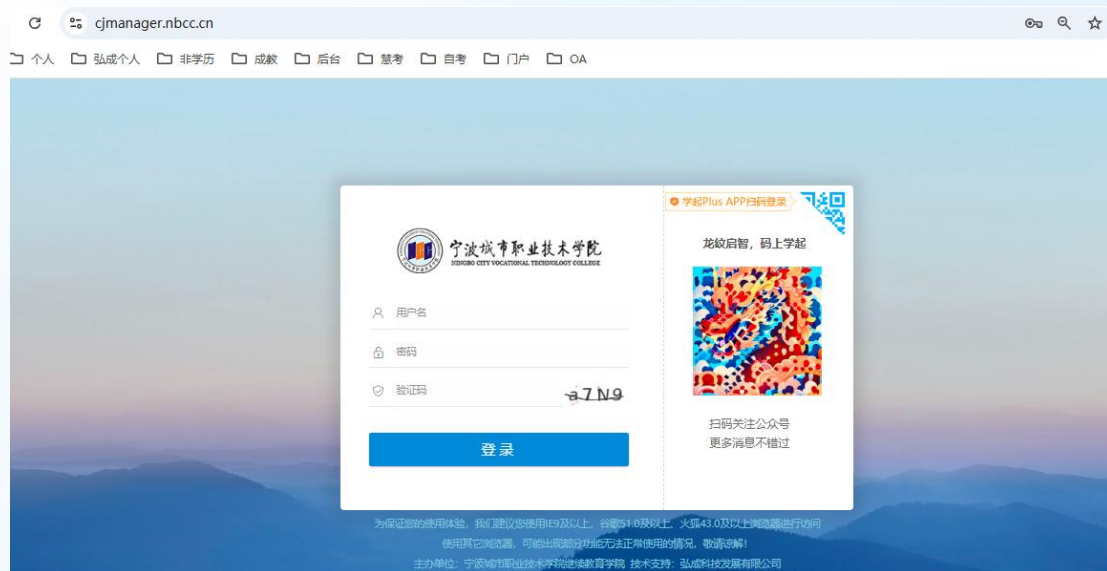 cjmanager.nbcc.cn
个人 弘成个人 非学历 成教 后台 慧考 自考 门户 OA
宁波城市职业技术学院
NINGBO CITY VOCATIONAL TECHNOLOGY COLLEGE
用户名
密码
验证码
a7N9
登录
学起Plus APP扫码登录
龙纹启智，码上学起
扫码关注公众号
更多消息不错过
为保证您的使用体验，我们建议您使用IE9及以上，谷歌51.0及以上、火狐43.0及以上浏览器进行访问
使用其它浏览器，可能出现部分功能无法正常使用的情况，敬请谅解！
主办单位：宁波城市职业技术学院继续教育学院 技术支持：弘成科技发展有限公司